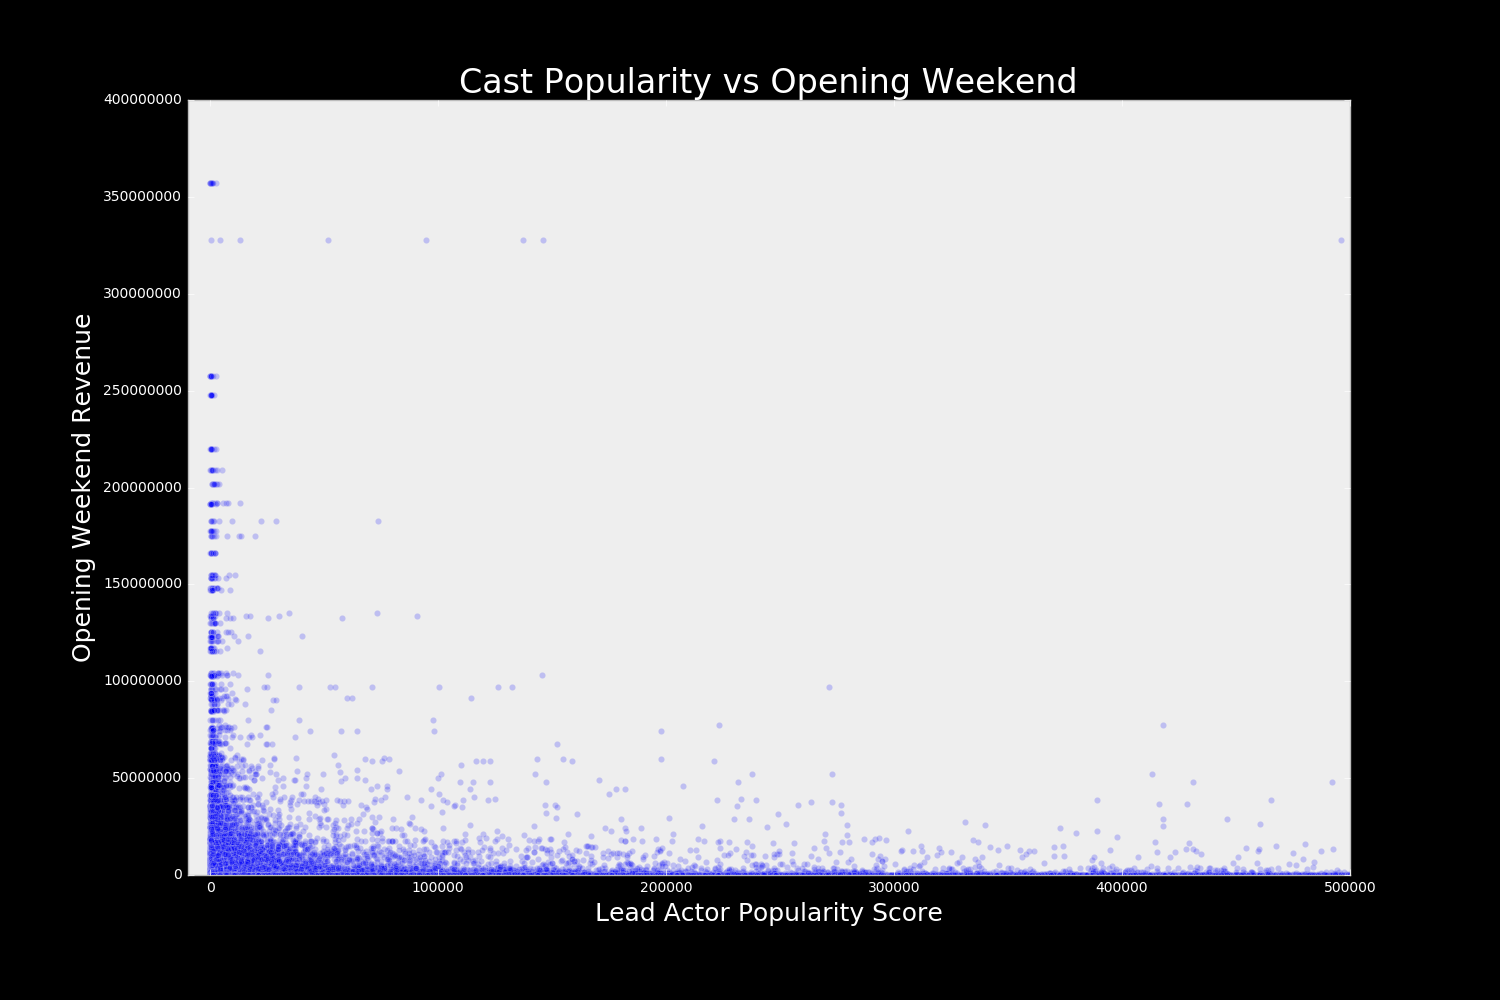 Cast Popularity vs Opening Weekend
400000000
350000000
300000000
250000000
200000000
150000000
100000000
50000000
0
Opening Weekend Revenue
0 100000 200000 300000 400000 500000
Lead Actor Popularity Score